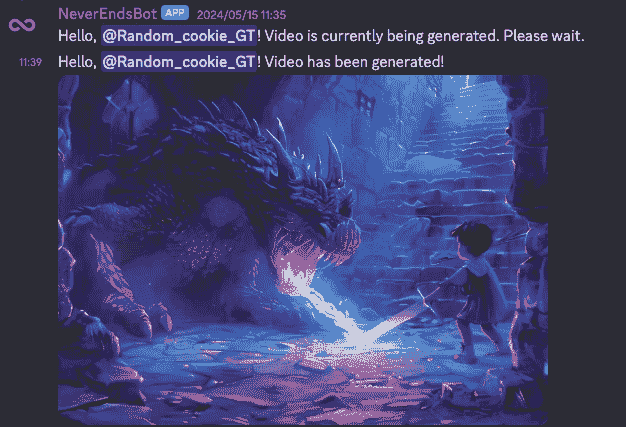 NeverEndsBot APP 2024/05/15 11:35
Hello, @Random_cookie_GT! Video is currently being generated. Please wait.
11:39 Hello, @Random_cookie_GT! Video has been generated!